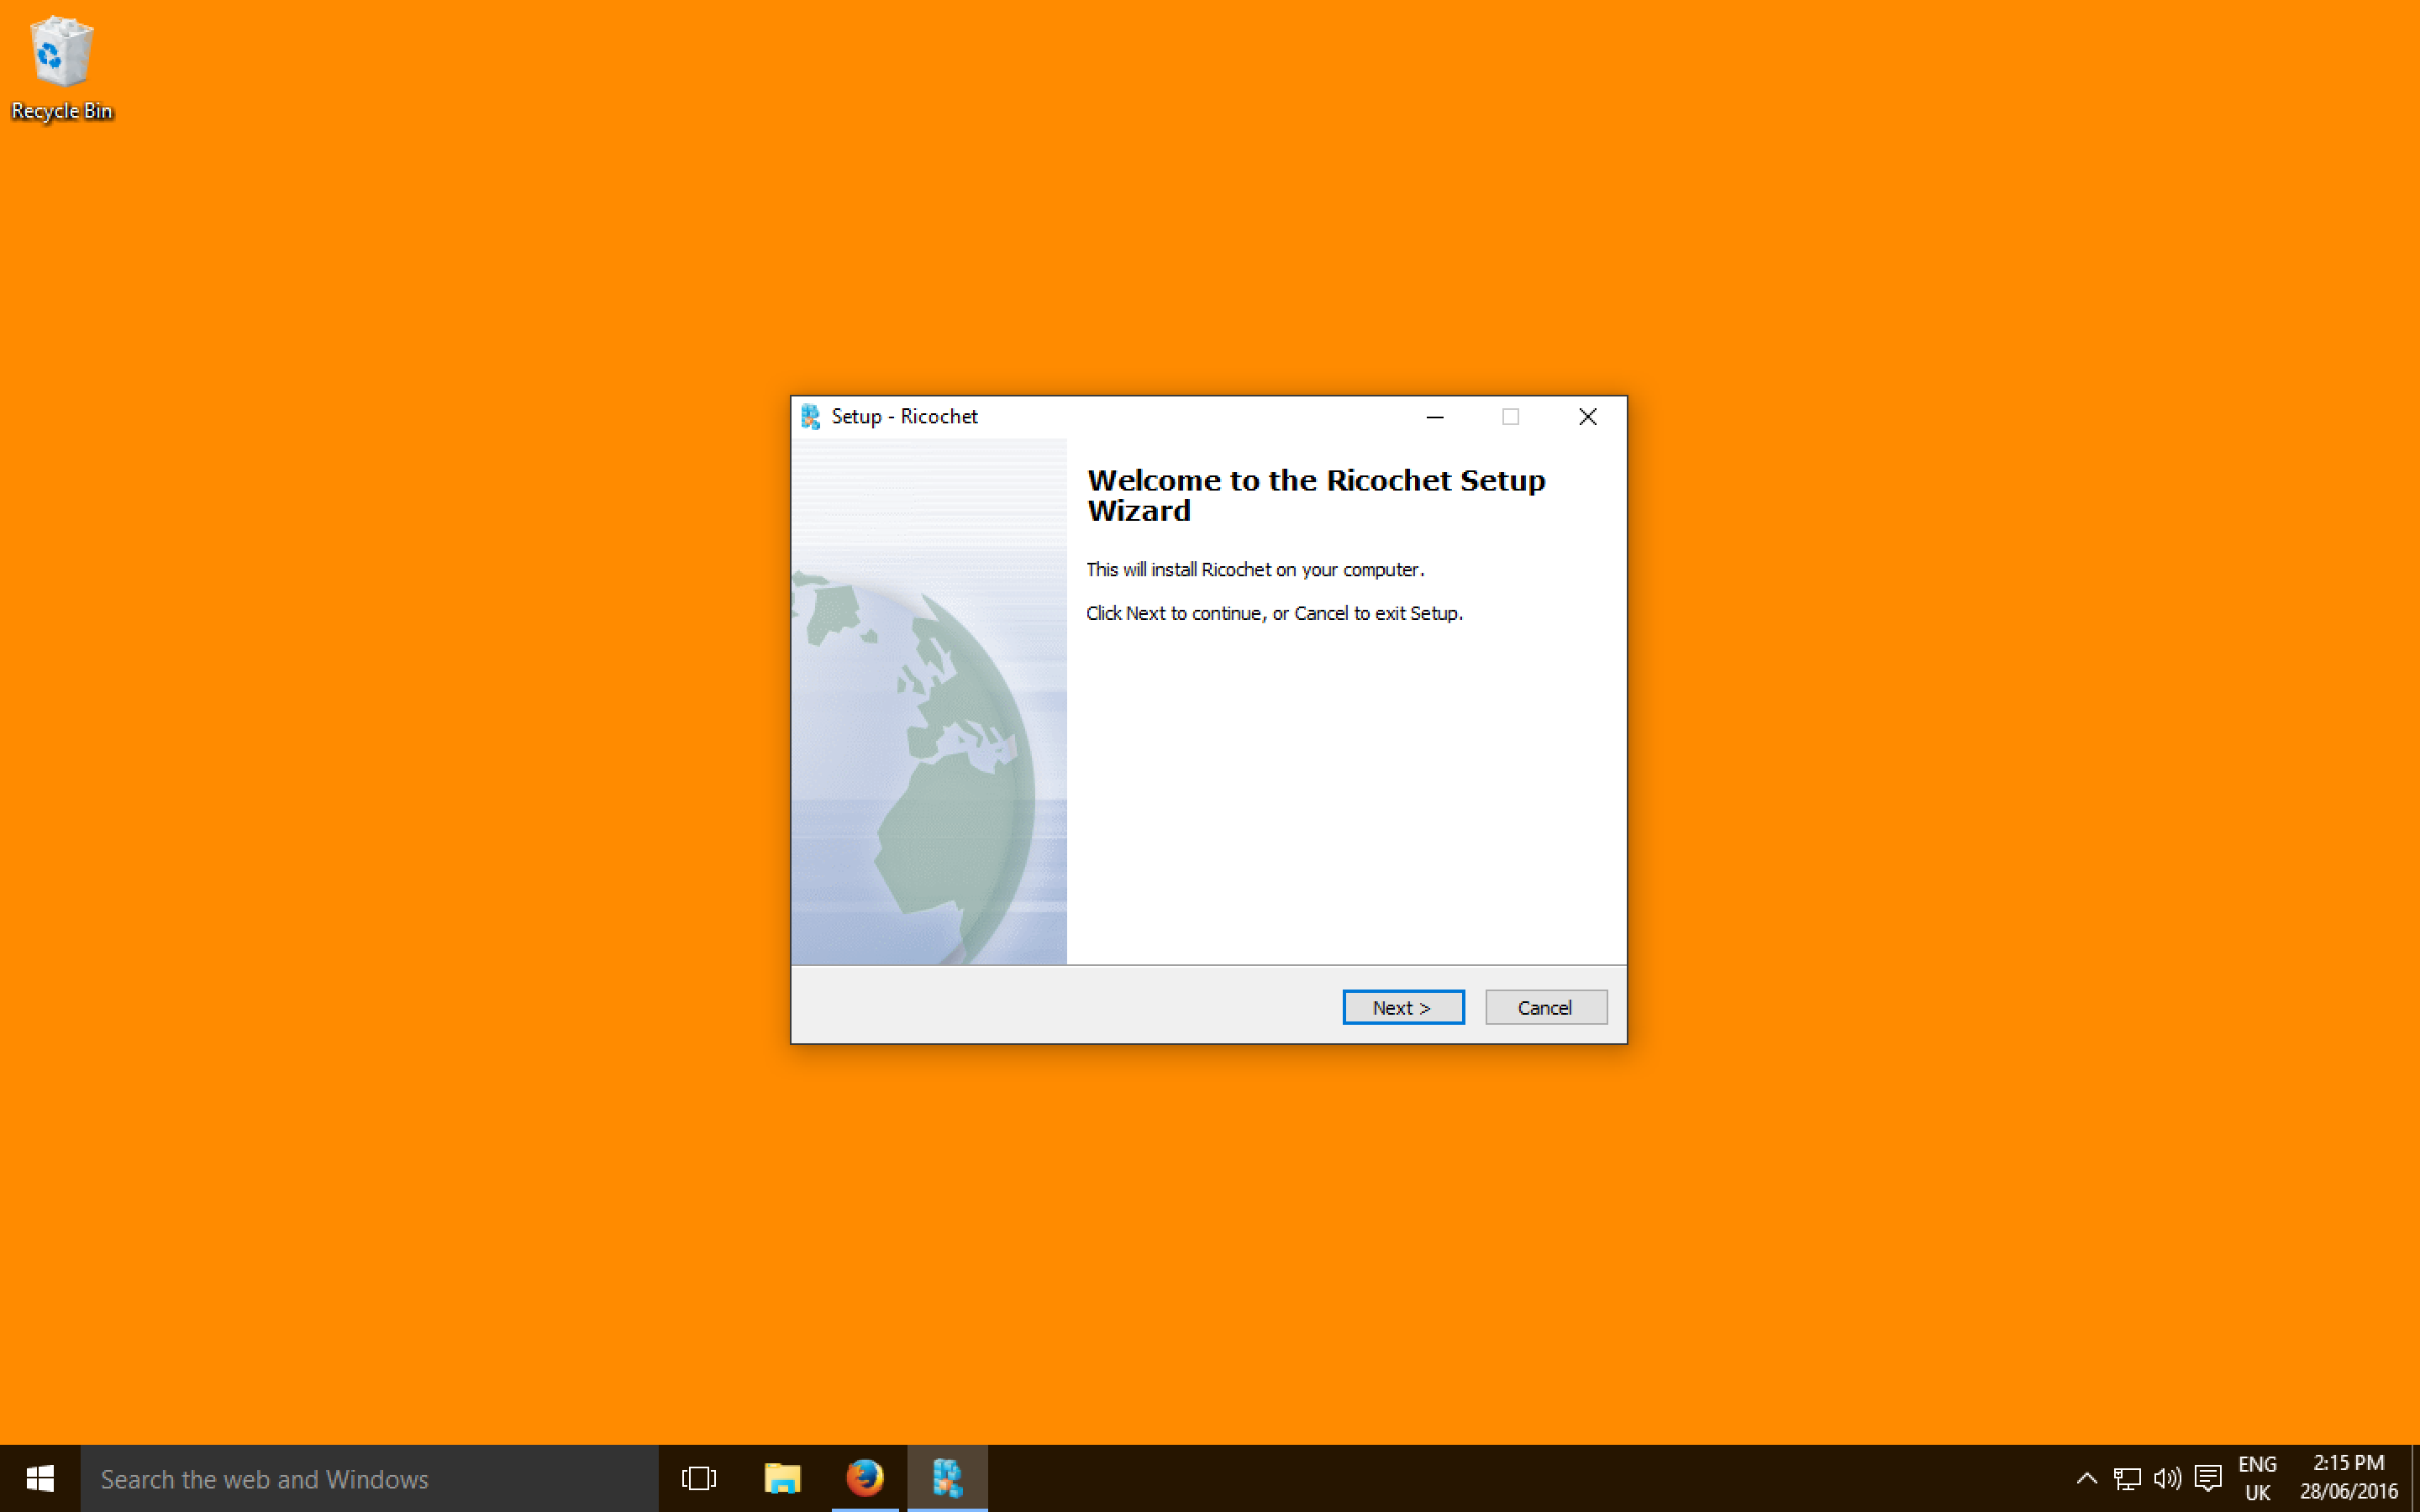 Recycle Bin
Setup - Ricochet
Welcome to the Ricochet Setup
Wizard
This will install Ricochet on your computer.
Click Next to continue, or Cancel to exit Setup.
Next >
Cancel
Search the web and Windows
ENG
UK
2:15 PM
28/06/2016